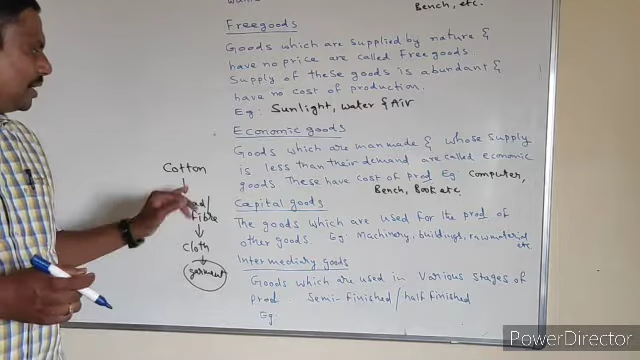 Bench, etc.
Freegoods
Goods which are supplied by nature &
have no price are called Freegoods
Supply of these goods is abundant &
have no cost of production.
Eg: Sunlight, water & Air
Economic goods
Goods which are manmade & whose supply
is less than their demand are called economic
goods These have cost of prod Eg Computer,
Bench, Book etc.
Capital goods
The goods which are used for the prod of
other goods. Eg Machinery, buildings, raw material
etc
Intermediary goods
Goods which are used in Various stages of
prod. Semi-finished/half finished
Eg:
Cotton
Fibre
Cloth
garment
PowerDirector